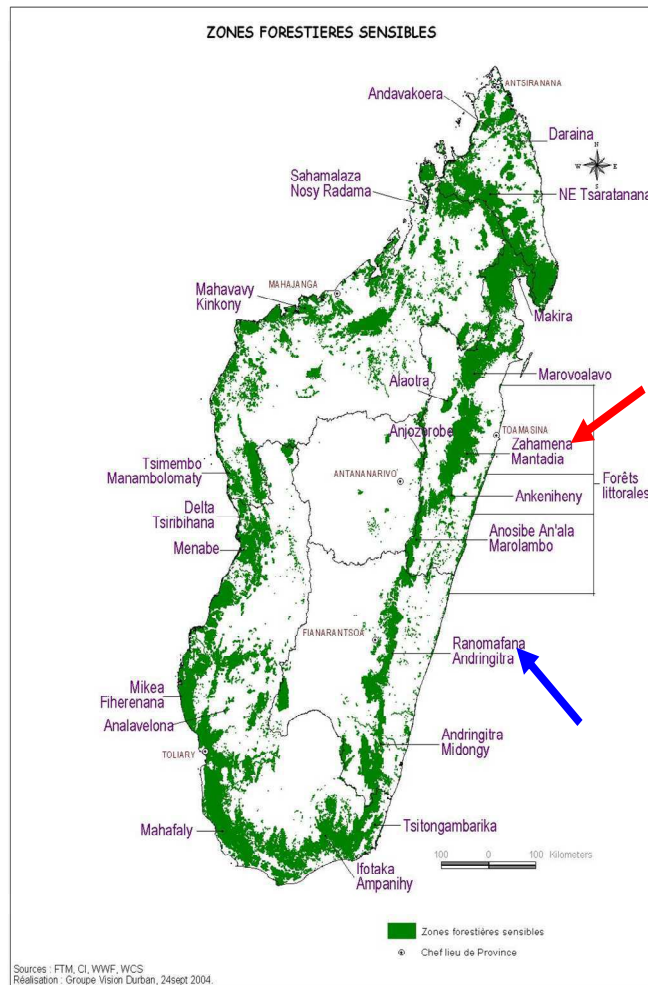 ZONES FORESTIERES SENSIBLES
ANTSIRANANA
Andavakoera
Daraina
W E
S
Sahamalaza
Nosy Radama
NE Tsaratanana
MAHAJANGA
Mahavavy
Kinkony
Makira
Alaotra
Marovoalavo
Anjozorobe
TOAMASINA
Zahamena
Mantadia
Tsimembo
Manambolomaty
ANTANANARIVO
Forêts
littorales
Ankeniheny
Delta
Tsiribihana
Menabe
Anosibe An'ala
Marolambo
FIANARANTSOA
Ranomafana
Andringitra
Mikea
Fiherenana
Analavelona
Andringitra
Midongy
TOLIARY
Mahafaly
Tsitongambarika
Ifotaka
Ampanihy
100 0 100 Kilometers
Zones forestières sensibles
Chef lieu de Province
Sources : FTM, CI, WWF, WCS
Réalisation : Groupe Vision Durban, 24sept 2004.